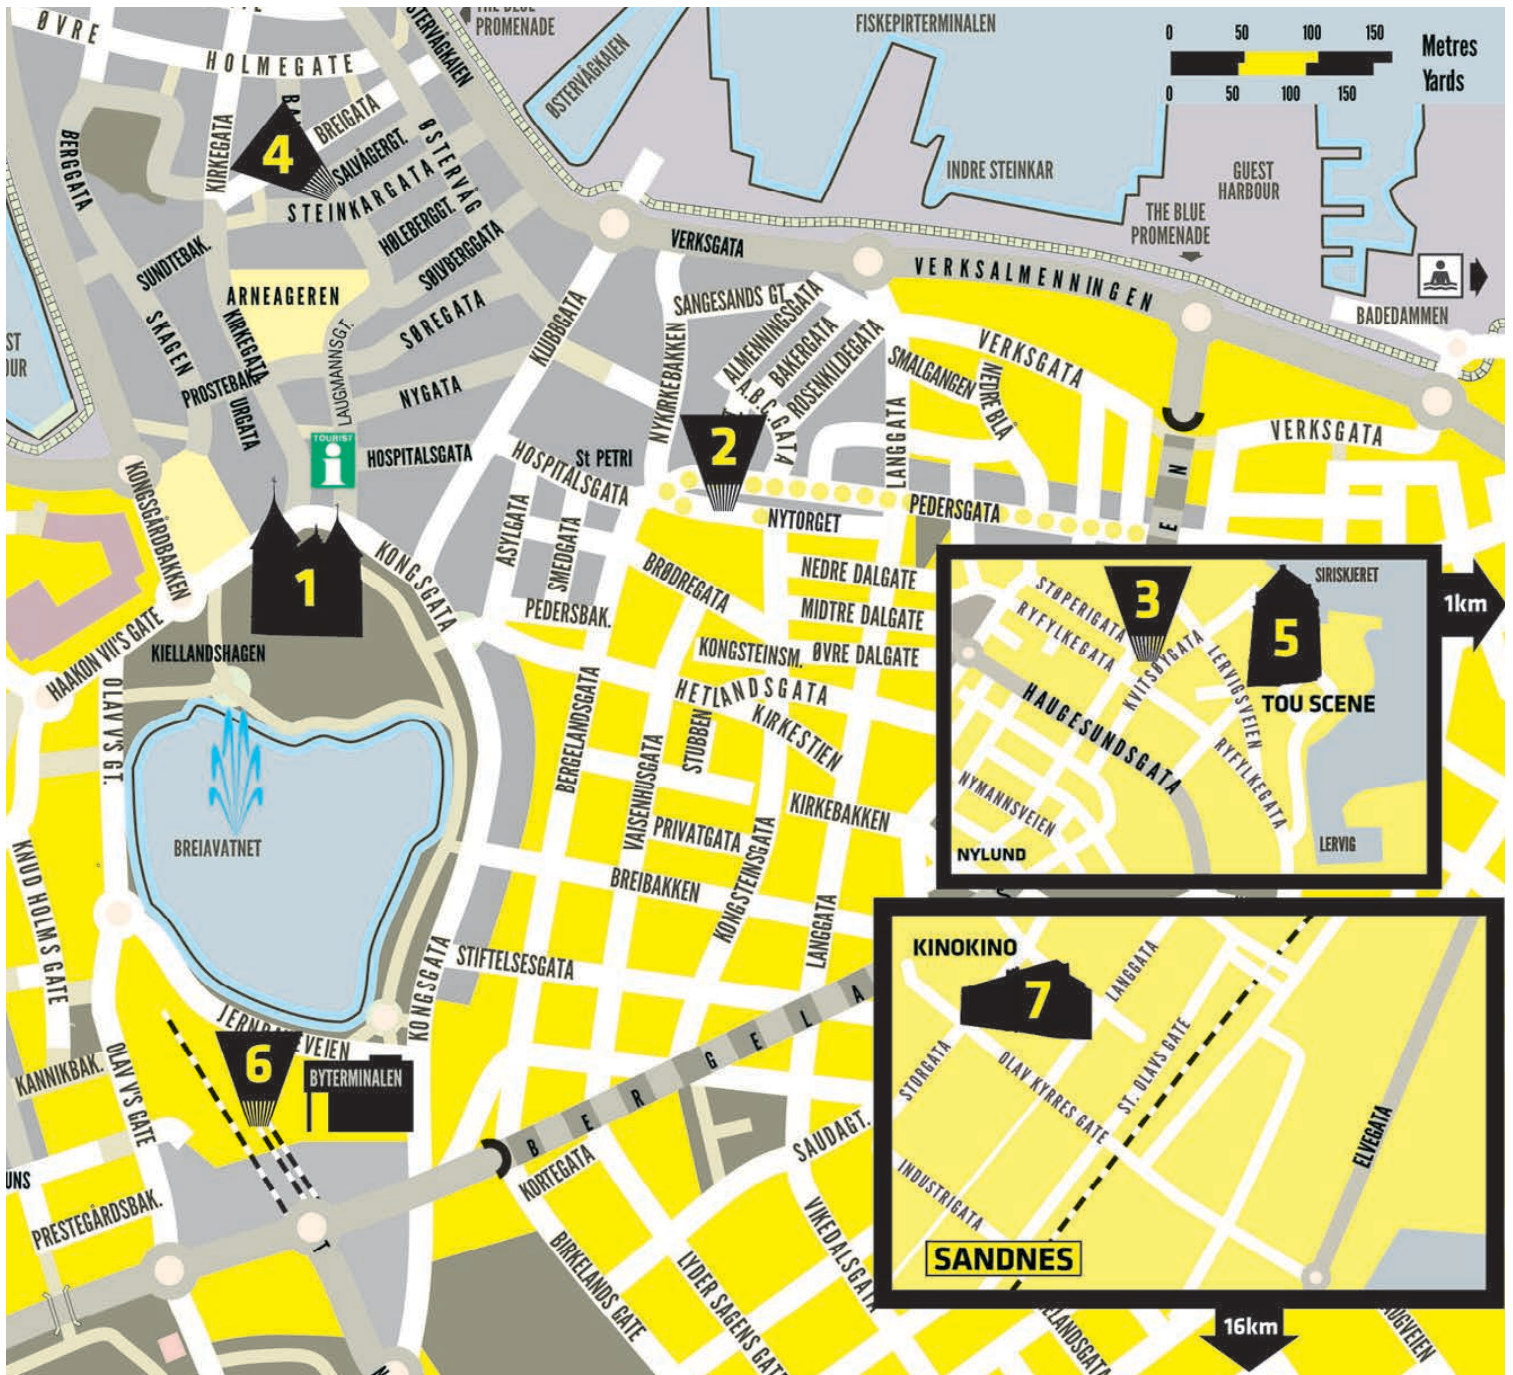 THE BLUE
PROMENADE
FISKEPIRTERMINALEN
0 50 100 150
Metres
Yards
0 50 100 150
ØVRE
HOLMEGATE
ØSTERVÅGKAIEN
BREIGATA
BERGGATA
KIRKEGATA
4
SALVÅGERGT.
ØSTERVÅG
STEINKARGATA
INDRE STEINKAR
GUEST
HARBOUR
THE BLUE
PROMENADE
HØLEBERGGT.
SØLVBERGGATA
SUNDTEBAK.
VERKSGATA
VERKSALMENNINGEN
ARNEAGEREN
SANGESANDS GT.
BADEDAMMEN
SKAGEN
KIRKEGATA
SØREGATA
KLUBBGATA
ALMENNINGSGATA
BAKERGATA
ROSENKILDEGATA
A.B.C. GATA
VERKSGATA
SMALGANGEN
NEDRE BLÅ
PROSTEBAK.
LAUGMANNSGT.
NYGATA
NYKIRKEBAKKEN
URGATA
LANGGATA
VERKSGATA
TOURIST
i
HOSPITALSGATA
HOSPITALSGATA
St PETRI
2
KONGSGÅRDBAKKEN
PEDERSGATA
NYTORGET
ASYLGATA
SMEDGATA
1
KONGSGATA
BRØDREGATA
NEDRE DALGATE
MIDTRE DALGATE
ØVRE DALGATE
PEDERSBAK.
KONGSTEINSM.
HAAKON VII'S GATE
KIELLANDSHAGEN
HETLANDSGATA
KIRKESTIEN
OLAV V'S GT.
BERGELANDSGATA
STUBBEN
VAISENHUSGATA
KIRKEBAKKEN
PRIVATGATA
BREIAVATNET
BREIBAKKEN
KONGSTEINSGATA
LANGGATA
KNUD HOLMS GATE
STIFTELSESGATA
KONGSGATA
BERGELA
6
BYTERMINALEN
KANNIKBAK.
OLAV V'S GATE
SAUDAGT.
KORTEGATA
PRESTEGÅRDSBAK.
BIRKELANDS GATE
LYDER SAGENS GATE
VIKEDALSGATA
STØPERIGATA
RYFYLKEGATA
3
SIRISKJERET
5
KVITSØYGATA
LERVIGSVEIEN
TOU SCENE
HAUGESUNDSGATA
RYFYLKEGATA
NYMANNSVEIEN
NYLUND
LERVIG
1km
KINOKINO
7
LANGGATA
STORGATA
OLAV KYRRES GATE
ST. OLAVS GATE
ELVEGATA
INDUSTRIGATA
SANDNES
16km
ØSTERVÅGKAIEN